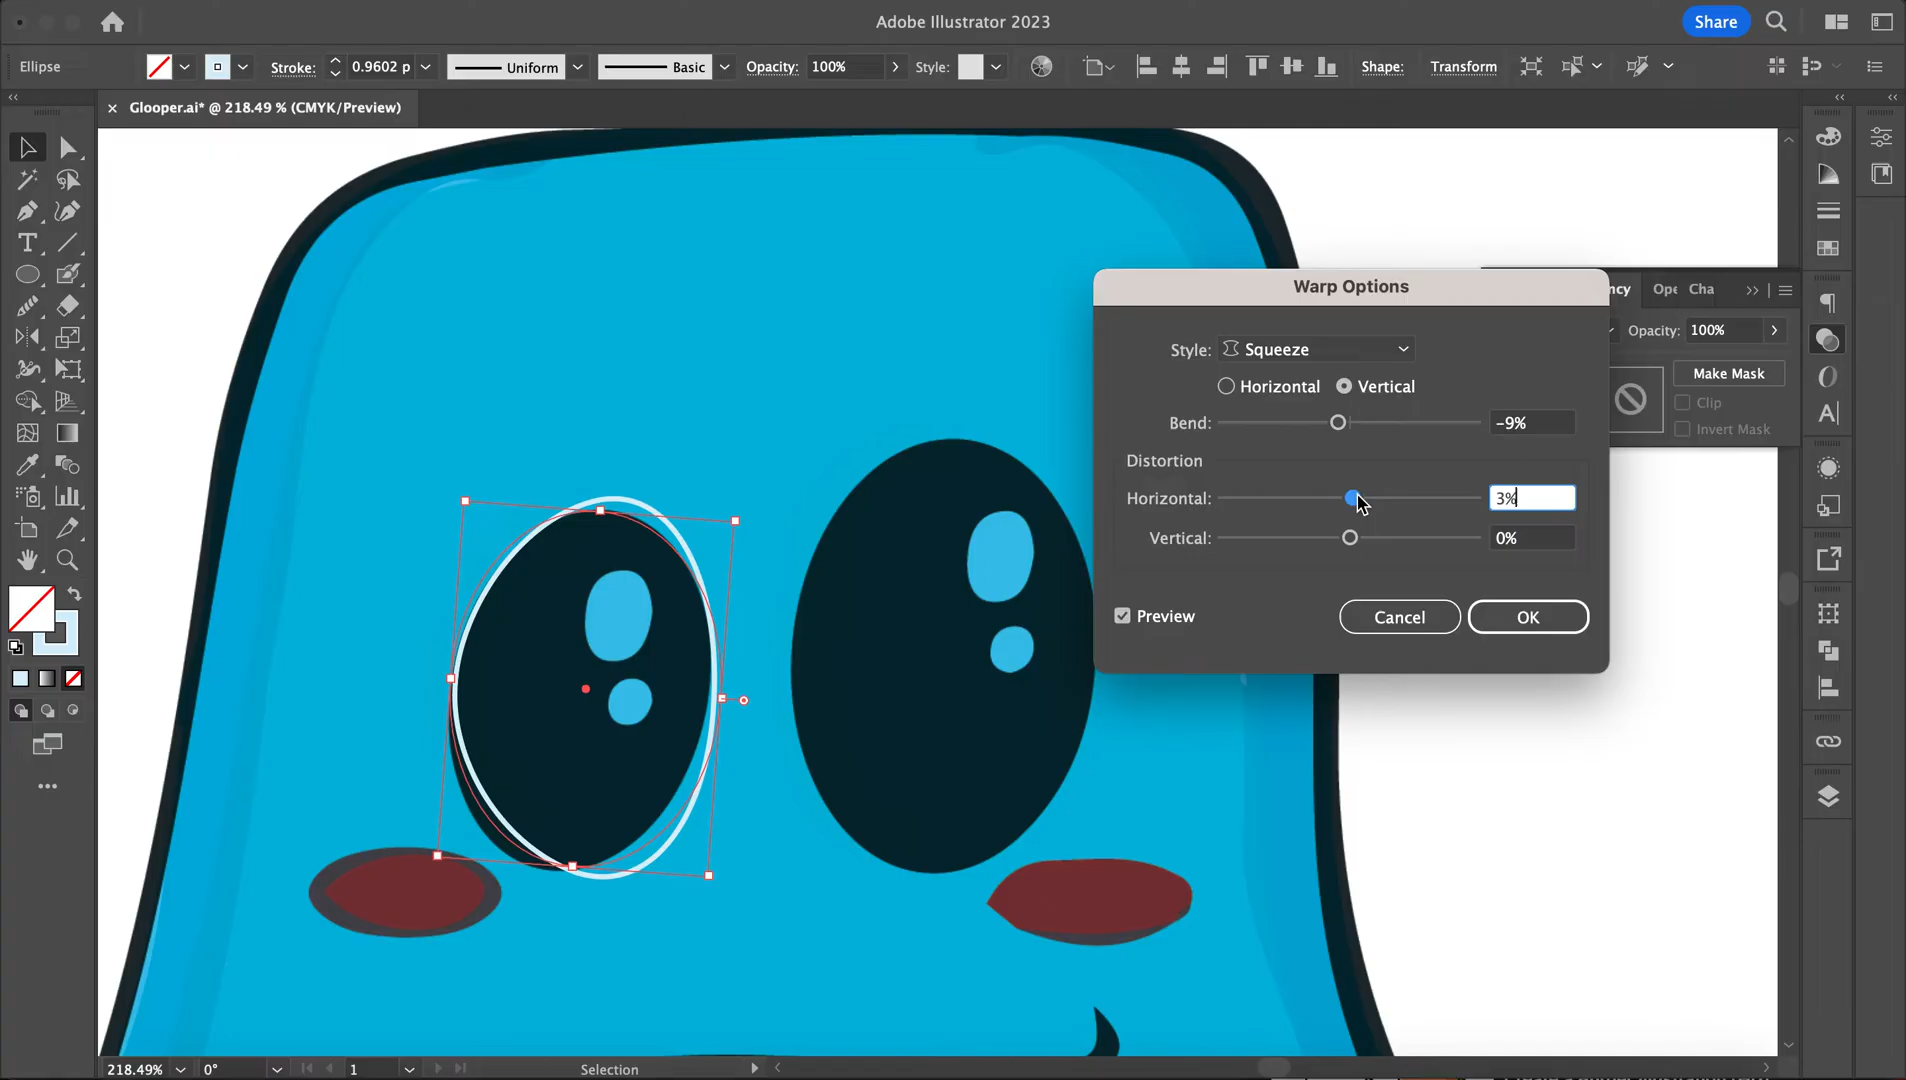 Adobe Illustrator 2023
Share
Ellipse
Stroke:
0.9602 p
Uniform
Basic
Opacity:
100%
Style:
Shape:
Transform
Glooper.ai* @ 218.49 % (CMYK/Preview)
Warp Options
Style:
Squeeze
Horizontal
Vertical
Bend:
-9%
Distortion
Horizontal:
3%
Vertical:
0%
Preview
Cancel
OK
ncy
Ope
Cha
Opacity:
100%
Make Mask
Clip
Invert Mask
218.49%
0°
1
Selection